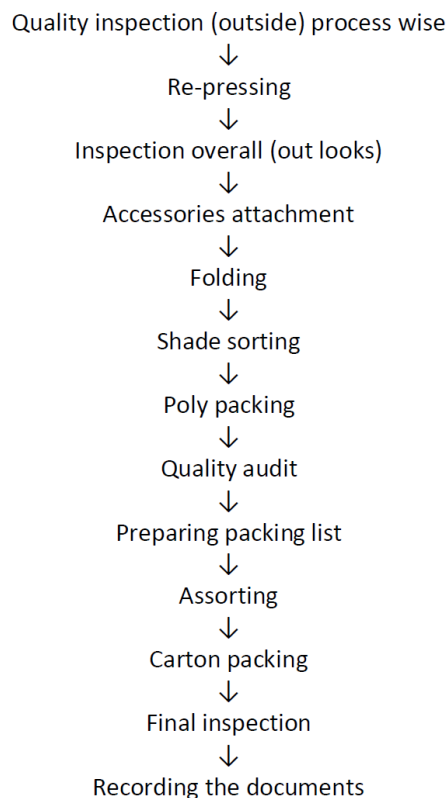 Quality inspection (outside) process wise
↓
Re-pressing
↓
Inspection overall (out looks)
↓
Accessories attachment
↓
Folding
↓
Shade sorting
↓
Poly packing
↓
Quality audit
↓
Preparing packing list
↓
Assorting
↓
Carton packing
↓
Final inspection
↓
Recording the documents